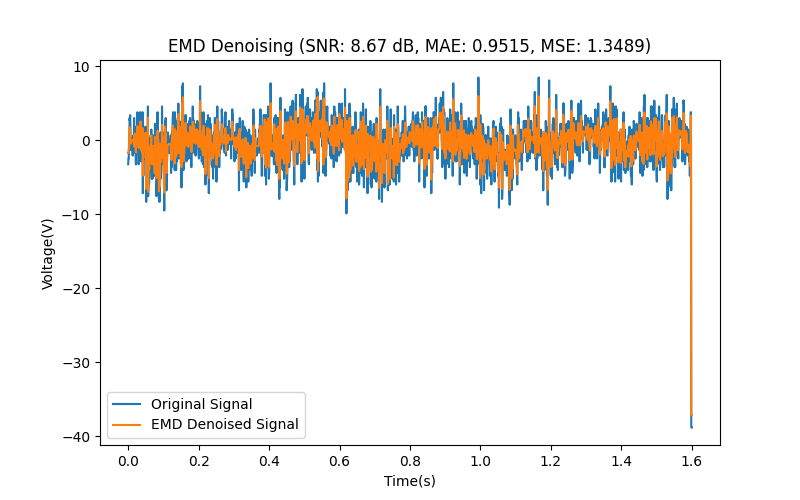 EMD Denoising (SNR: 8.67 dB, MAE: 0.9515, MSE: 1.3489)
10
0
−10
−20
−30
−40
Voltage(V)
Original Signal
EMD Denoised Signal
0.0 0.2 0.4 0.6 0.8 1.0 1.2 1.4 1.6
Time(s)